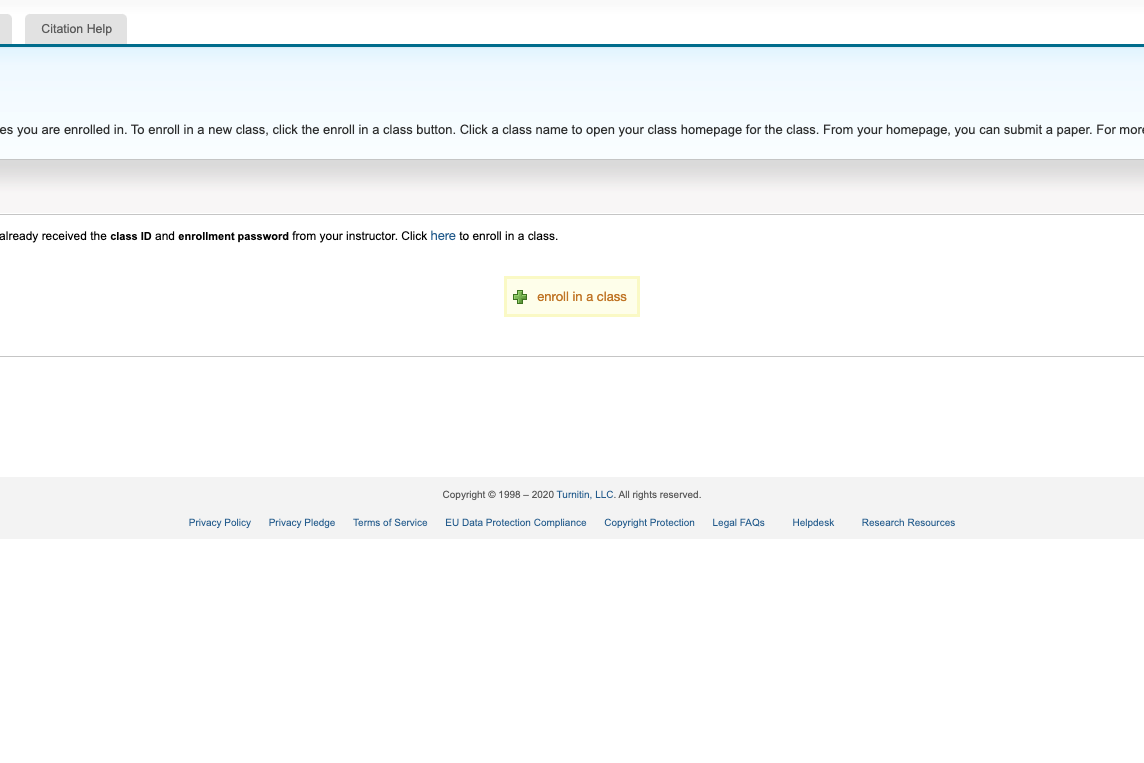 Citation Help
es you are enrolled in. To enroll in a new class, click the enroll in a class button. Click a class name to open your class homepage for the class. From your homepage, you can submit a paper. For more
already received the class ID and enrollment password from your instructor. Click here to enroll in a class.
enroll in a class
Copyright © 1998 – 2020 Turnitin, LLC. All rights reserved.
Privacy Policy Privacy Pledge Terms of Service EU Data Protection Compliance Copyright Protection Legal FAQs Helpdesk Research Resources